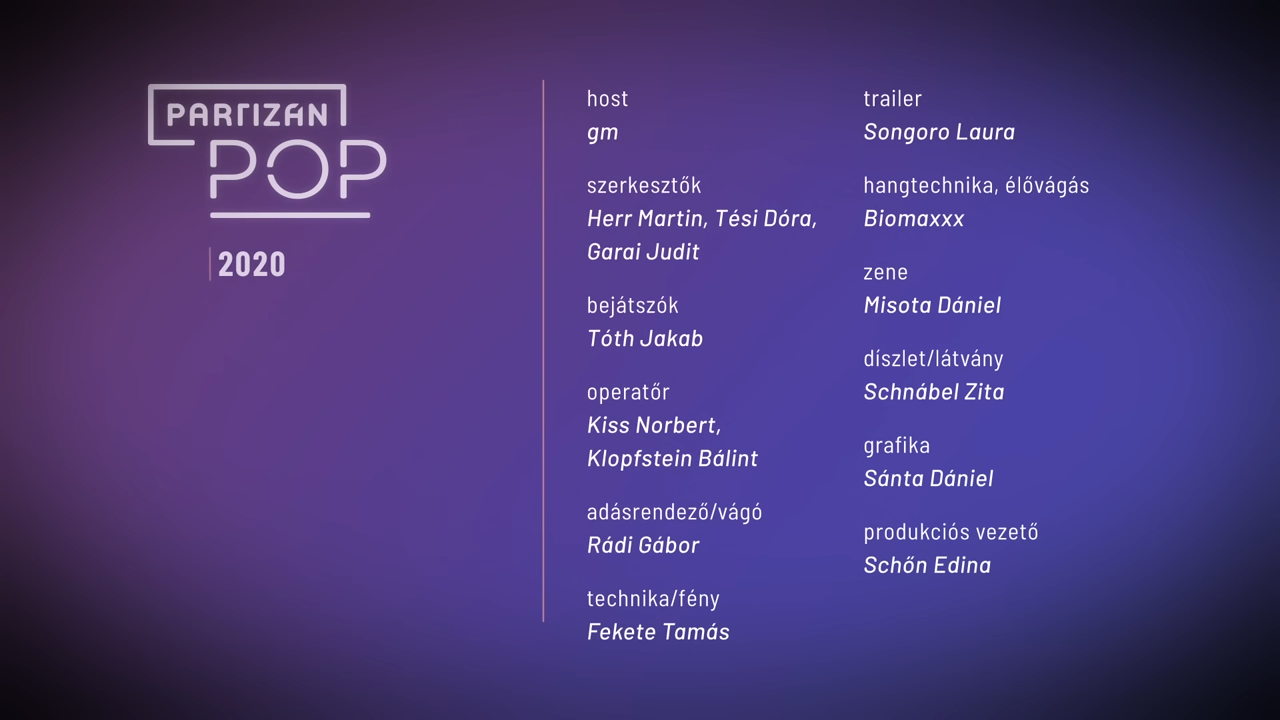 PARTIZÁN
POP
2020
host
gm
szerkesztők
Herr Martin, Tési Dóra,
Garai Judit
bejátszók
Tóth Jakab
operatőr
Kiss Norbert,
Klopfstein Bálint
adásrendező/vágó
Rádi Gábor
technika/fény
Fekete Tamás
trailer
Songoro Laura
hangtechnika, élővágás
Biomaxxx
zene
Misota Dániel
díszlet/látvány
Schnábel Zita
grafika
Sánta Dániel
produkciós vezető
Schőn Edina